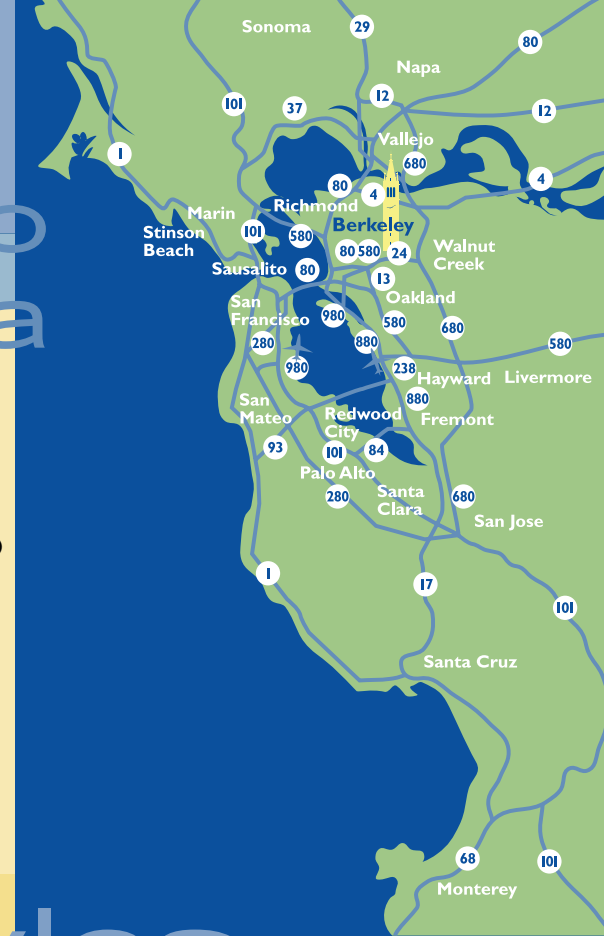 Sonoma
29
80
Napa
12
101
37
12
Vallejo
1
680
80
4
4
Richmond
Marin
Berkeley
101
580
Stinson
Beach
80
580
24
Walnut
Creek
Sausalito
80
13
Oakland
San
Francisco
980
580
680
280
880
580
980
238
Hayward
Livermore
880
San
Mateo
Redwood
City
Fremont
93
101
84
Palo Alto
280
Santa
Clara
680
San Jose
1
17
101
Santa Cruz
68
101
Monterey